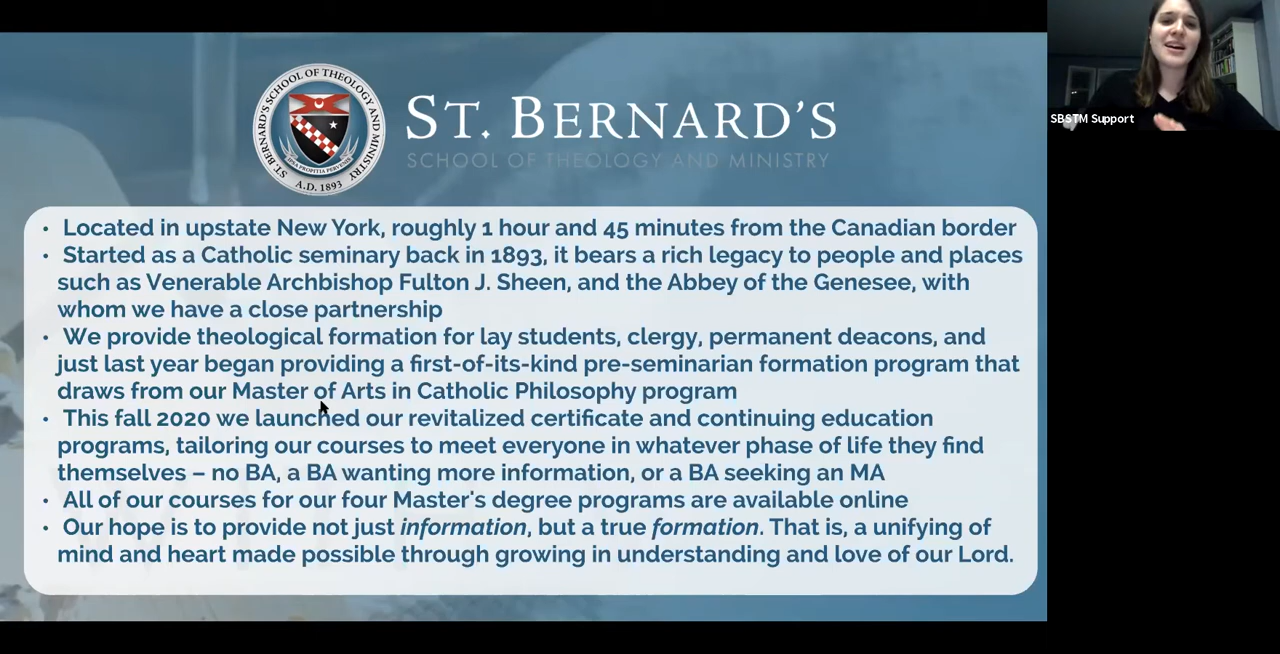 ST. BERNARD'S SCHOOL OF THEOLOGY AND MINISTRY
A.D. 1893
ST. BERNARD'S
SCHOOL OF THEOLOGY AND MINISTRY
SBSTM Support
• Located in upstate New York, roughly 1 hour and 45 minutes from the Canadian border
• Started as a Catholic seminary back in 1893, it bears a rich legacy to people and places
such as Venerable Archbishop Fulton J. Sheen, and the Abbey of the Genesee, with
whom we have a close partnership
• We provide theological formation for lay students, clergy, permanent deacons, and
just last year began providing a first-of-its-kind pre-seminarian formation program that
draws from our Master of Arts in Catholic Philosophy program
• This fall 2020 we launched our revitalized certificate and continuing education
programs, tailoring our courses to meet everyone in whatever phase of life they find
themselves – no BA, a BA wanting more information, or a BA seeking an MA
• All of our courses for our four Master's degree programs are available online
• Our hope is to provide not just information, but a true formation. That is, a unifying of
mind and heart made possible through growing in understanding and love of our Lord.